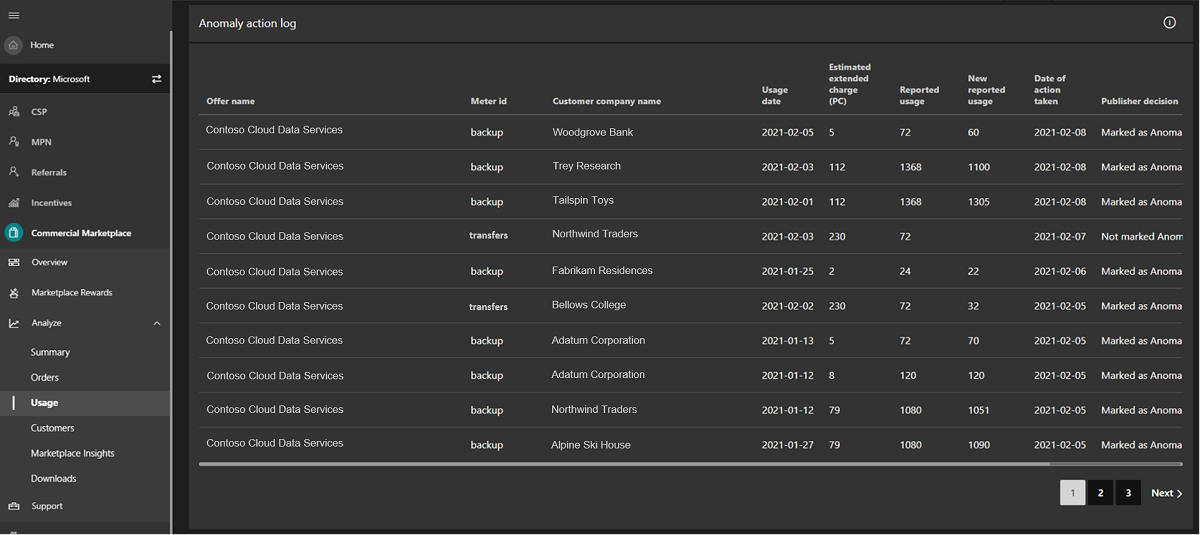 Home
Directory: Microsoft
CSP
MPN
Referrals
Incentives
Commercial Marketplace
Overview
Marketplace Rewards
Analyze
Summary
Orders
Usage
Customers
Marketplace Insights
Downloads
Support
Anomaly action log
Offer name Meter id Customer company name Usage date Estimated extended charge (PC) Reported usage New reported usage Date of action taken Publisher decision
Contoso Cloud Data Services backup Woodgrove Bank 2021-02-05 5 72 60 2021-02-08 Marked as Anoma
Contoso Cloud Data Services backup Trey Research 2021-02-03 112 1368 1100 2021-02-08 Marked as Anoma
Contoso Cloud Data Services backup Tailspin Toys 2021-02-01 112 1368 1305 2021-02-08 Marked as Anoma
Contoso Cloud Data Services transfers Northwind Traders 2021-02-03 230 72 2021-02-07 Not marked Anom
Contoso Cloud Data Services backup Fabrikam Residences 2021-01-25 2 24 22 2021-02-06 Marked as Anoma
Contoso Cloud Data Services transfers Bellows College 2021-02-02 230 72 32 2021-02-05 Marked as Anoma
Contoso Cloud Data Services backup Adatum Corporation 2021-01-13 5 72 70 2021-02-05 Marked as Anoma
Contoso Cloud Data Services backup Adatum Corporation 2021-01-12 8 120 120 2021-02-05 Marked as Anoma
Contoso Cloud Data Services backup Northwind Traders 2021-01-12 79 1080 1051 2021-02-05 Marked as Anoma
Contoso Cloud Data Services backup Alpine Ski House 2021-01-27 79 1080 1090 2021-02-05 Marked as Anoma
1 2 3 Next